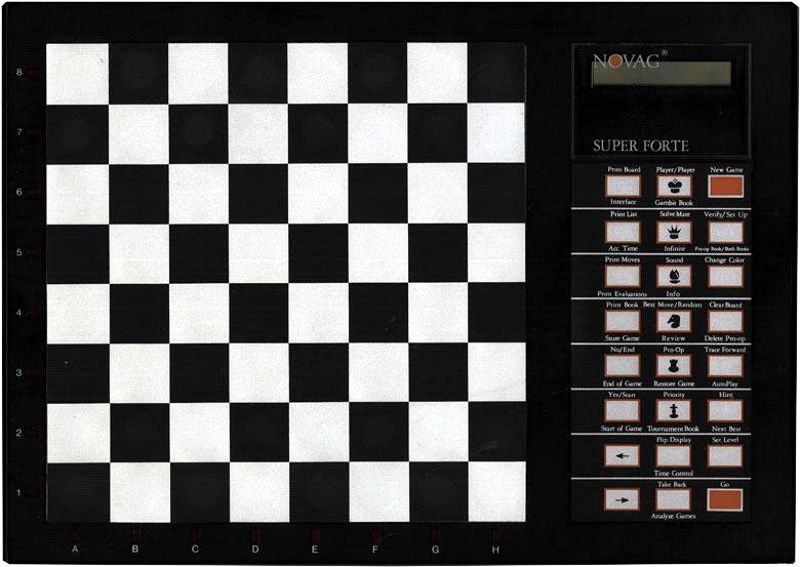 NOVAG®
SUPER FORTE
8
7
6
5
4
3
2
1
A B C D E F G H
Print Board Player/Player New Game
Interface Gambit Book
Print List Solve Mate Verify/Set Up
Acc. Time Infinite Pro-op Book/Both Books
Print Moves Sound Change Color
Print Evaluations Info
Print Book Best Move/Random Clear Board
Store Game Review Delete Pro-op
No/End Pro-Op Trace Forward
End of Game Restore Game AutoPlay
Yes/Start Priority Hint
Start of Game Tournament Book Next Best
← Flip Display Set Level
Time Control
→ Take Back Go
Analyze Games